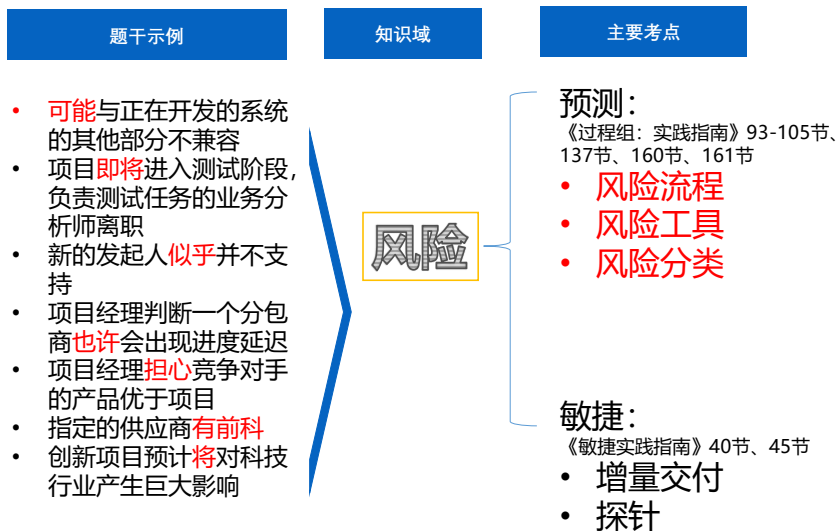 题干示例
知识域
主要考点
• 可能与正在开发的系统
的其他部分不兼容
• 项目即将进入测试阶段，
负责测试任务的业务分
析师离职
• 新的发起人似乎并不支
持
• 项目经理判断一个分包
商也许会出现进度延迟
• 项目经理担心竞争对手
的产品优于项目
• 指定的供应商有前科
• 创新项目预计将对科技
行业产生巨大影响
风险
预测：
《过程组：实践指南》93-105节、
137节、160节、161节
• 风险流程
• 风险工具
• 风险分类
敏捷：
《敏捷实践指南》40节、45节
• 增量交付
• 探针